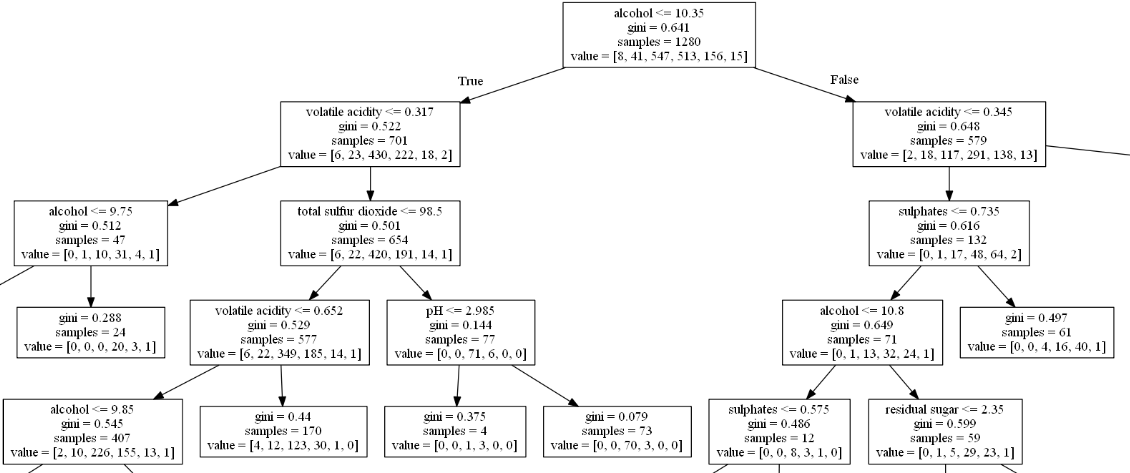 alcohol <= 10.35
gini = 0.641
samples = 1280
value = [8, 41, 547, 513, 156, 15]
True
False
volatile acidity <= 0.317
gini = 0.522
samples = 701
value = [6, 23, 430, 222, 18, 2]
volatile acidity <= 0.345
gini = 0.648
samples = 579
value = [2, 18, 117, 291, 138, 13]
alcohol <= 9.75
gini = 0.512
samples = 47
value = [0, 1, 10, 31, 4, 1]
total sulfur dioxide <= 98.5
gini = 0.501
samples = 654
value = [6, 22, 420, 191, 14, 1]
sulphates <= 0.735
gini = 0.616
samples = 132
value = [0, 1, 17, 48, 64, 2]
gini = 0.288
samples = 24
value = [0, 0, 0, 20, 3, 1]
volatile acidity <= 0.652
gini = 0.529
samples = 577
value = [6, 22, 349, 185, 14, 1]
pH <= 2.985
gini = 0.144
samples = 77
value = [0, 0, 71, 6, 0, 0]
alcohol <= 10.8
gini = 0.649
samples = 71
value = [0, 1, 13, 32, 24, 1]
gini = 0.497
samples = 61
value = [0, 0, 4, 16, 40, 1]
alcohol <= 9.85
gini = 0.545
samples = 407
value = [2, 10, 226, 155, 13, 1]
gini = 0.44
samples = 170
value = [4, 12, 123, 30, 1, 0]
gini = 0.375
samples = 4
value = [0, 0, 1, 3, 0, 0]
gini = 0.079
samples = 73
value = [0, 0, 70, 3, 0, 0]
sulphates <= 0.575
gini = 0.486
samples = 12
value = [0, 0, 8, 3, 1, 0]
residual sugar <= 2.35
gini = 0.599
samples = 59
value = [0, 1, 5, 29, 23, 1]